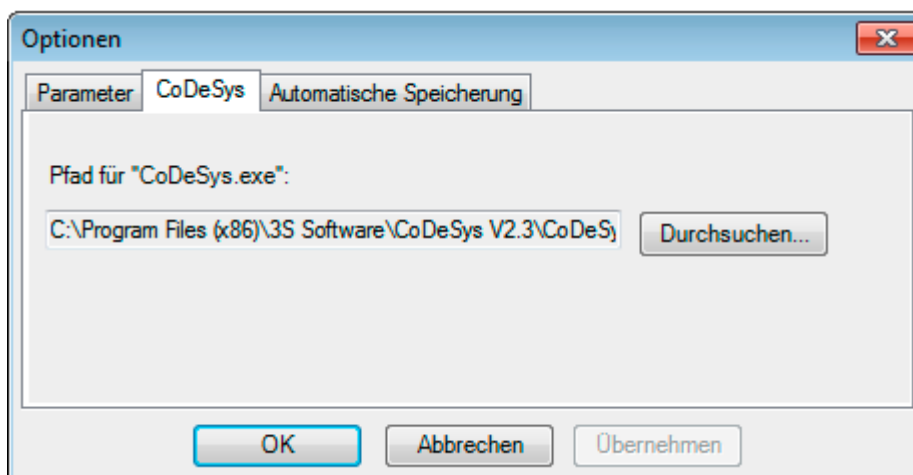 Optionen
Parameter CoDeSys Automatische Speicherung
Pfad für "CoDeSys.exe":
C:\Program Files (x86)\3S Software\CoDeSys V2.3\CoDeSy Durchsuchen...
OK Abbrechen Übernehmen